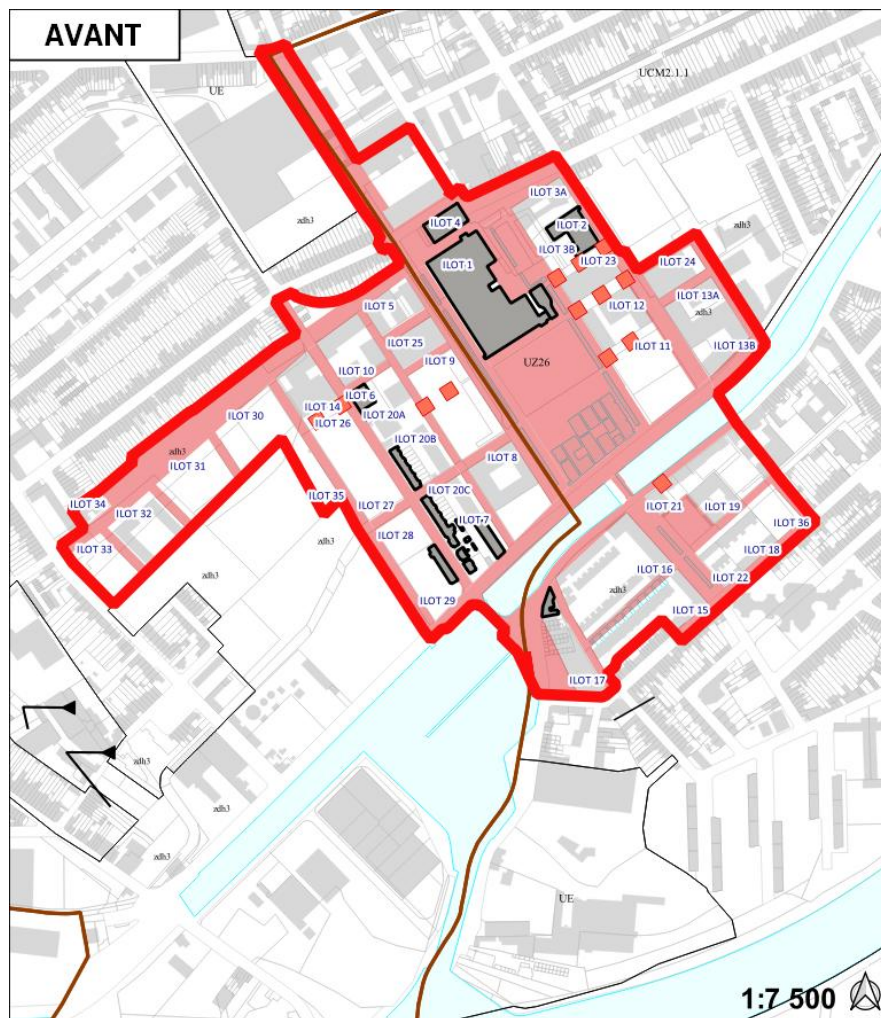 AVANT
UE
UCM2.1.1
ILOT 3A
zdh3
ILOT 4
ILOT 2
zdh3
ILOT 3B
ILOT 1
ILOT 23
ILOT 24
ILOT 5
ILOT 12
ILOT 13A
zdh3
ILOT 25
ILOT 9
ILOT 11
ILOT 13B
UZ26
ILOT 10
ILOT 6
ILOT 14
ILOT 20A
ILOT 30
ILOT 26
zdh3
ILOT 20B
ILOT 8
ILOT 31
ILOT 20C
ILOT 35
ILOT 27
ILOT 34
ILOT 32
ILOT 21
ILOT 19
ILOT 7
ILOT 36
ILOT 28
zdh3
ILOT 33
ILOT 18
ILOT 16
ILOT 22
zdh3
ILOT 29
ILOT 15
ILOT 17
zdh3
zdh3
zdh3
UE
1:7 500